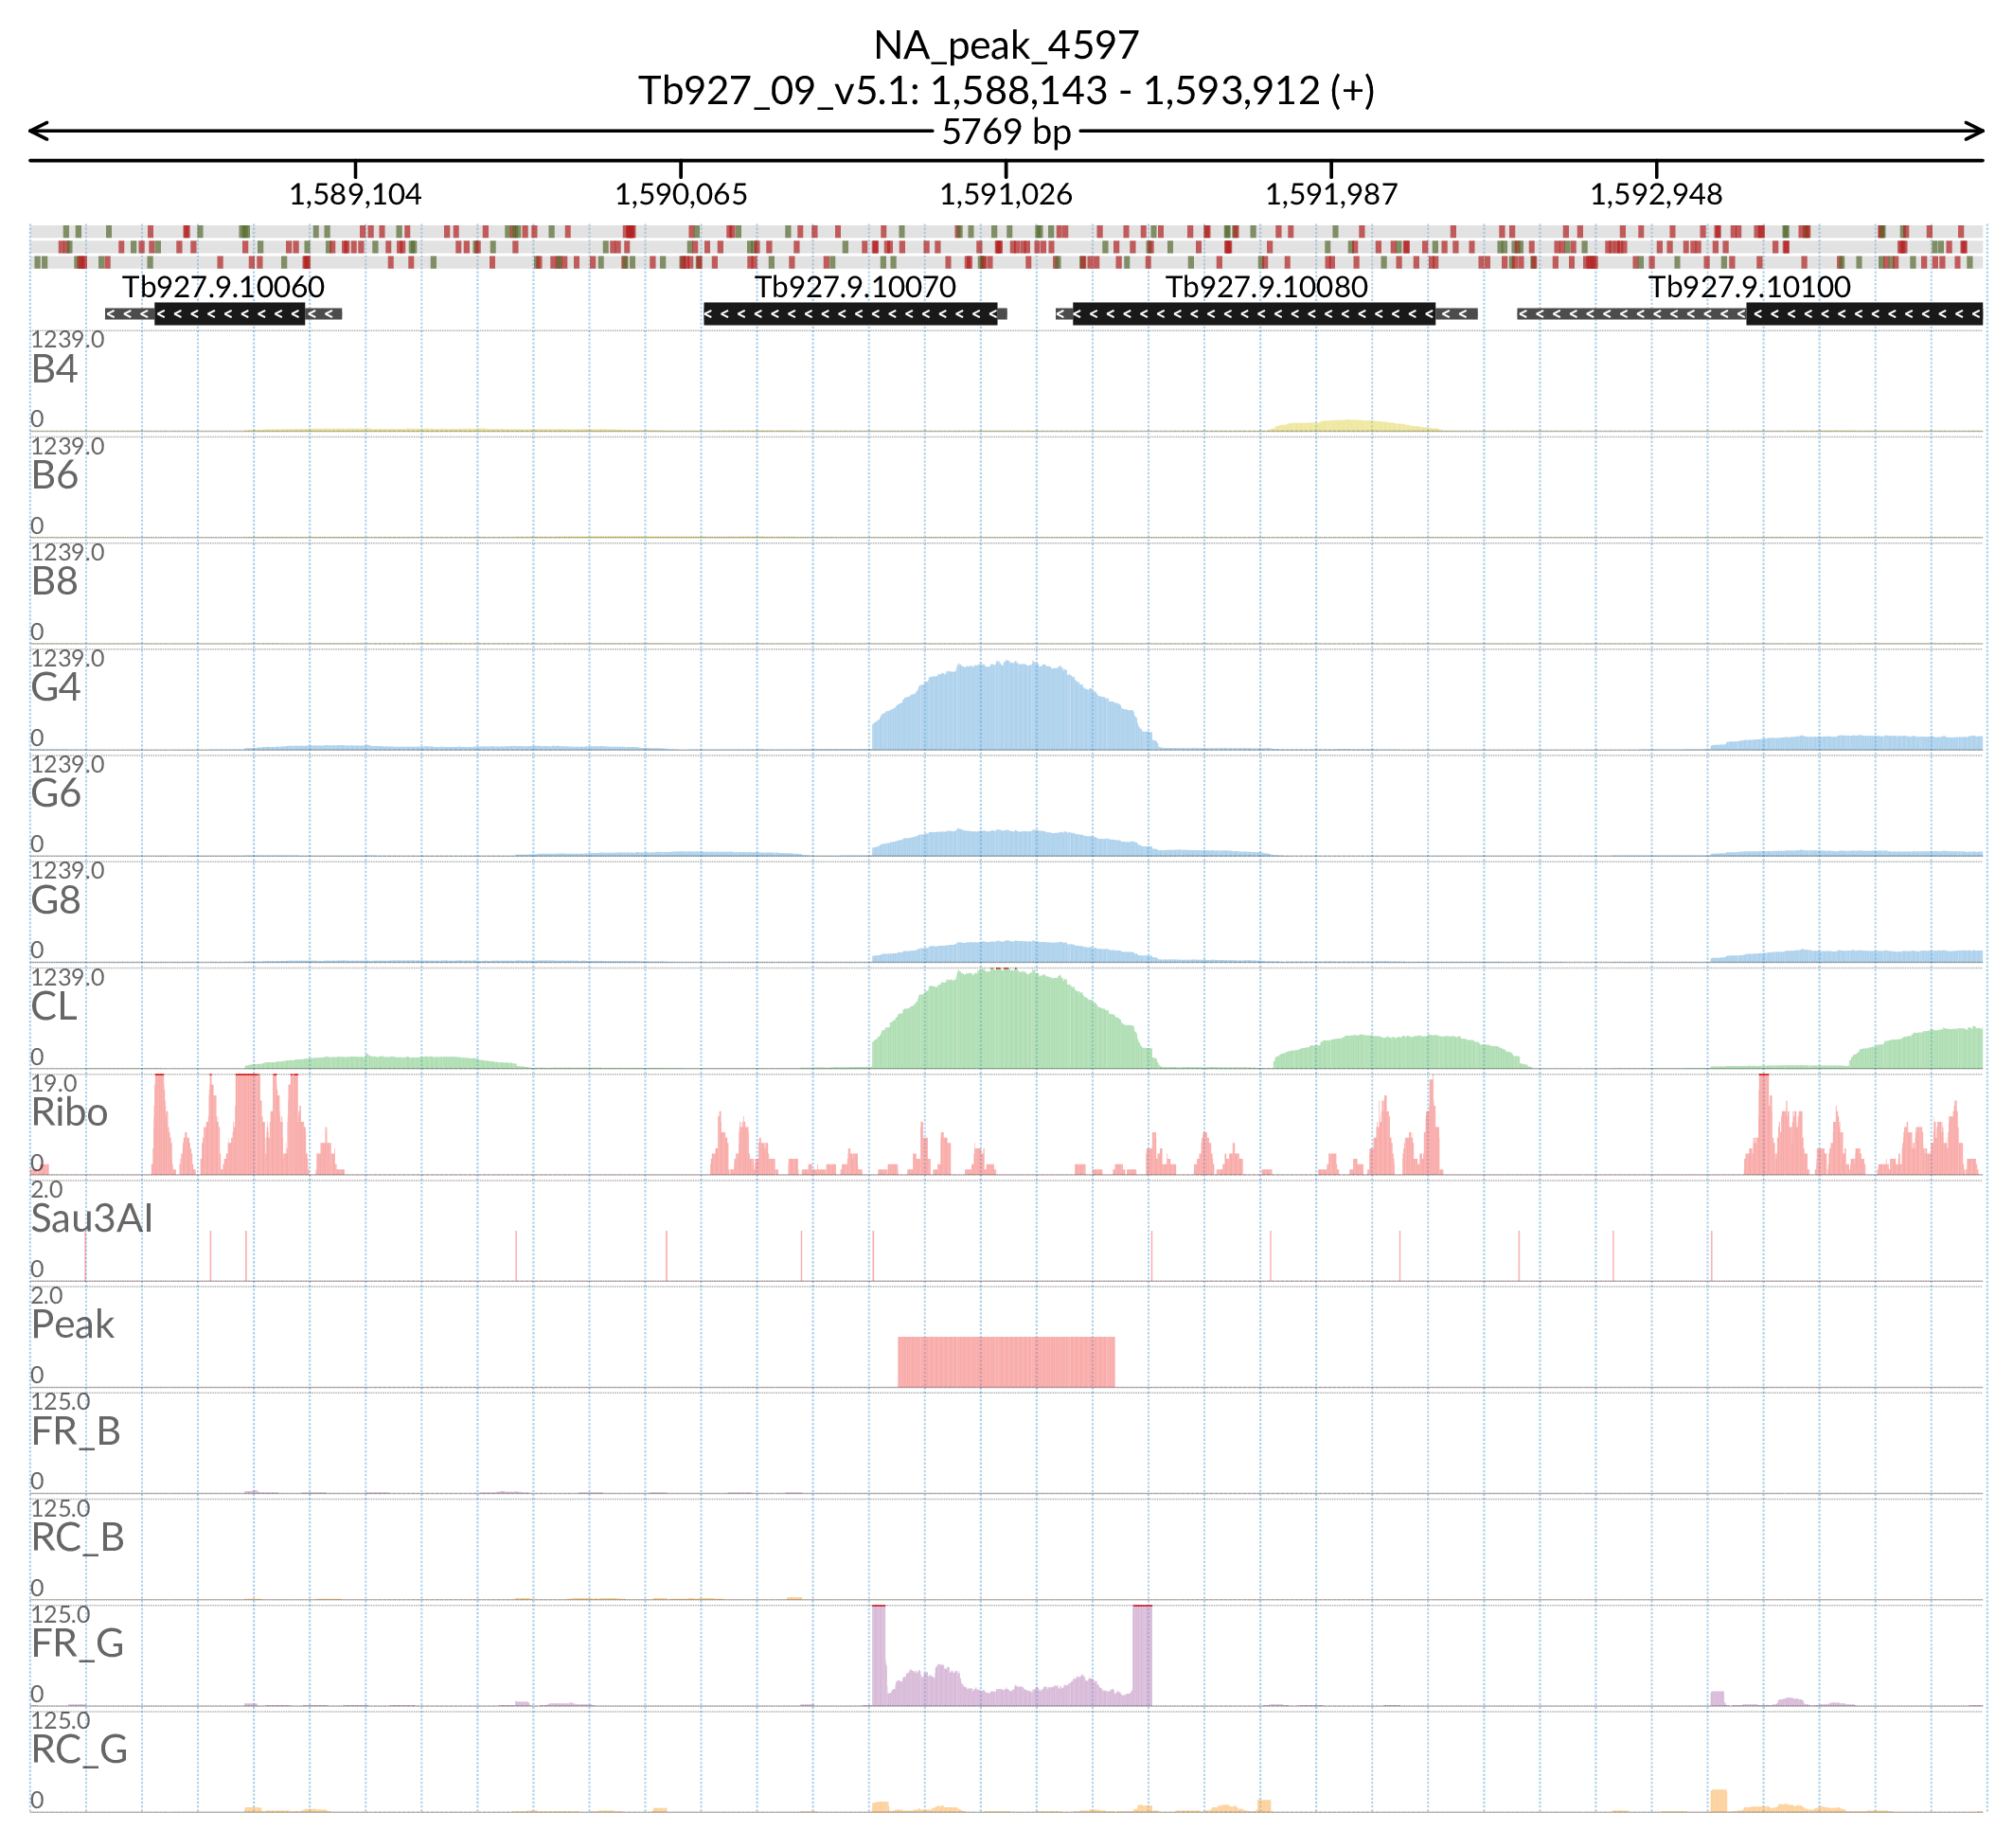 NA_peak_4597
Tb927_09_v5.1: 1,588,143 - 1,593,912 (+)
5769 bp
1,589,104 1,590,065 1,591,026 1,591,987 1,592,948
Tb927.9.10060 Tb927.9.10070 Tb927.9.10080 Tb927.9.10100
1239.0
B4
0
1239.0
B6
0
1239.0
B8
0
1239.0
G4
0
1239.0
G6
0
1239.0
G8
0
1239.0
CL
0
19.0
Ribo
0
2.0
Sau3AI
0
2.0
Peak
0
125.0
FR_B
0
125.0
RC_B
0
125.0
FR_G
0
125.0
RC_G
0